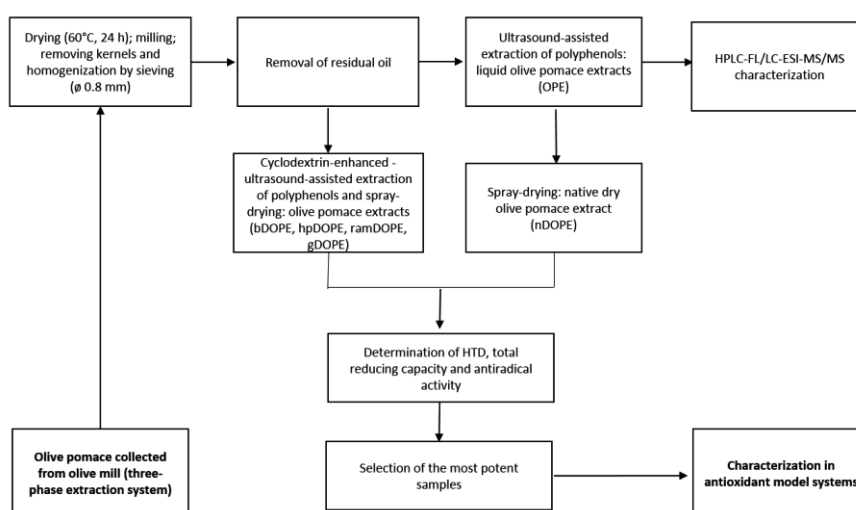 Drying (60°C, 24 h); milling;
removing kernels and
homogenization by sieving
(ø 0.8 mm)
Removal of residual oil
Ultrasound-assisted
extraction of polyphenols:
liquid olive pomace extracts
(OPE)
HPLC-FL/LC-ESI-MS/MS
characterization
Cyclodextrin-enhanced -
ultrasound-assisted extraction
of polyphenols and spray-
drying: olive pomace extracts
(bDOPE, hpDOPE, ramDOPE,
gDOPE)
Spray-drying: native dry
olive pomace extract
(nDOPE)
Determination of HTD, total
reducing capacity and antiradical
activity
Olive pomace collected
from olive mill (three-
phase extraction system)
Selection of the most potent
samples
Characterization in
antioxidant model systems